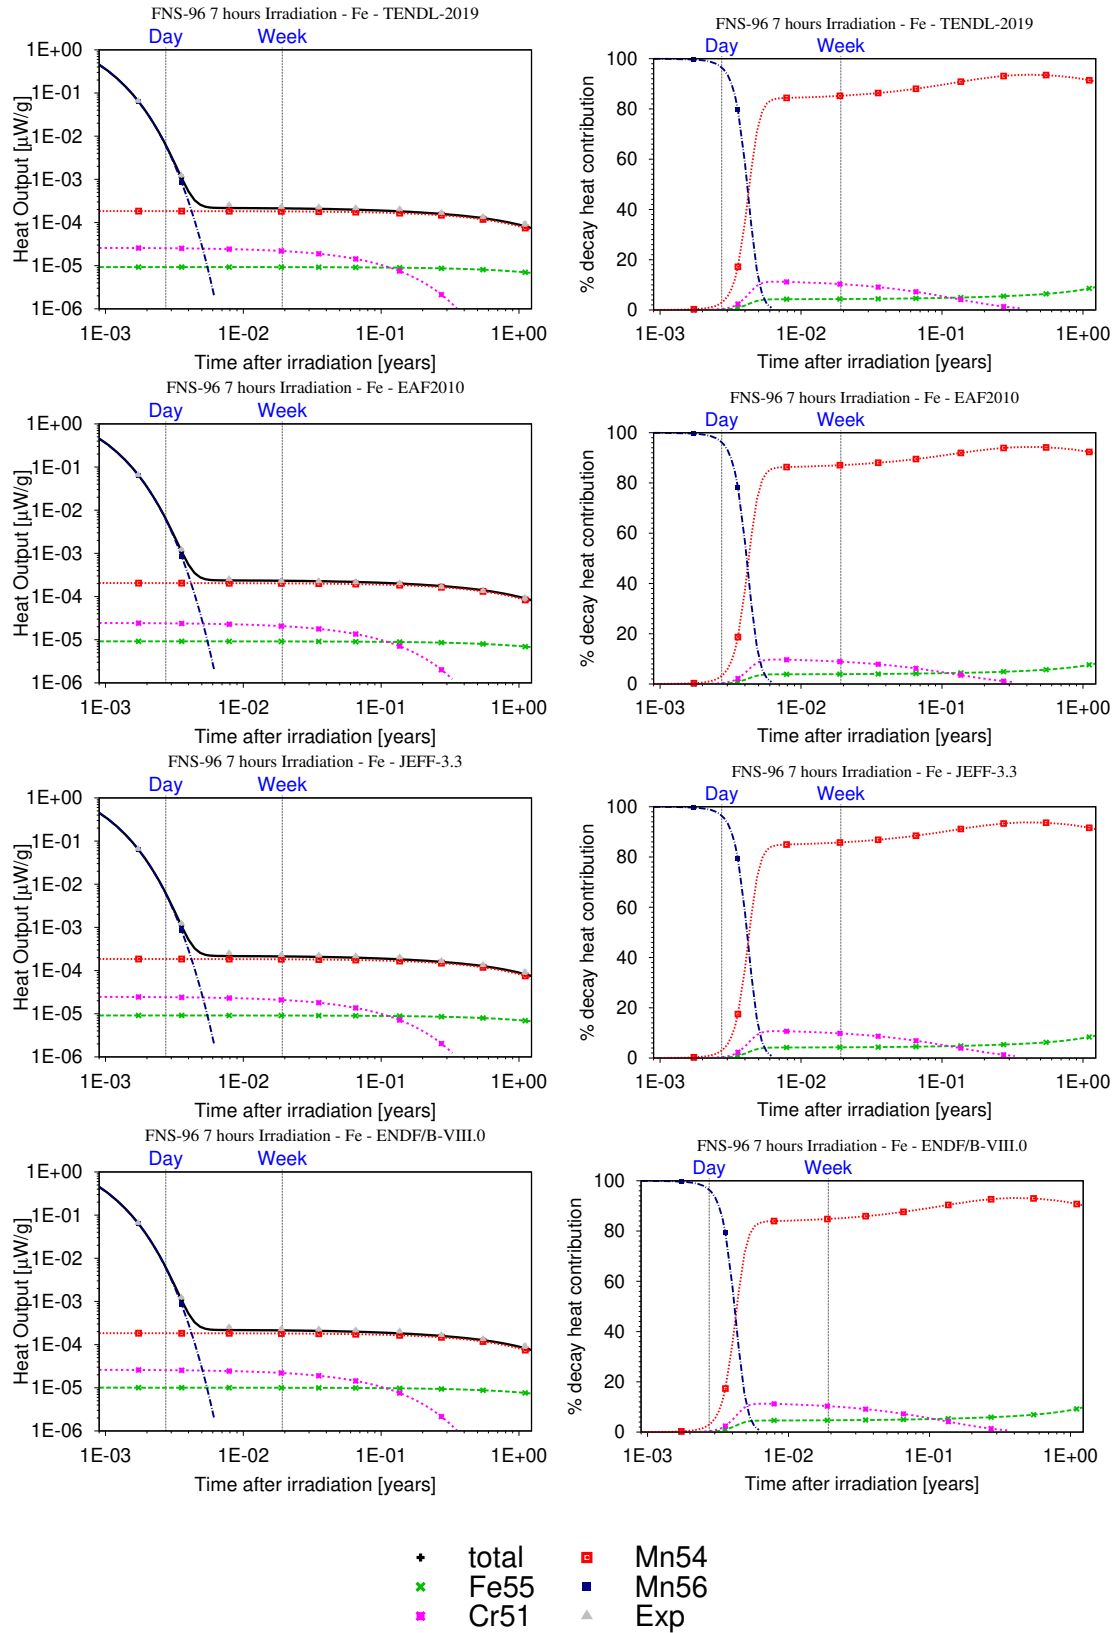 FNS-96 7 hours Irradiation - Fe - TENDL-2019
Day Week
Heat Output [µW/g]
1E+00
1E-01
1E-02
1E-03
1E-04
1E-05
1E-06
1E-03 1E-02 1E-01 1E+00
Time after irradiation [years]
FNS-96 7 hours Irradiation - Fe - TENDL-2019
Day Week
% decay heat contribution
100
80
60
40
20
0
1E-03 1E-02 1E-01 1E+00
Time after irradiation [years]
FNS-96 7 hours Irradiation - Fe - EAF2010
Day Week
Heat Output [µW/g]
1E+00
1E-01
1E-02
1E-03
1E-04
1E-05
1E-06
1E-03 1E-02 1E-01 1E+00
Time after irradiation [years]
FNS-96 7 hours Irradiation - Fe - EAF2010
Day Week
% decay heat contribution
100
80
60
40
20
0
1E-03 1E-02 1E-01 1E+00
Time after irradiation [years]
FNS-96 7 hours Irradiation - Fe - JEFF-3.3
Day Week
Heat Output [µW/g]
1E+00
1E-01
1E-02
1E-03
1E-04
1E-05
1E-06
1E-03 1E-02 1E-01 1E+00
Time after irradiation [years]
FNS-96 7 hours Irradiation - Fe - JEFF-3.3
Day Week
% decay heat contribution
100
80
60
40
20
0
1E-03 1E-02 1E-01 1E+00
Time after irradiation [years]
FNS-96 7 hours Irradiation - Fe - ENDF/B-VIII.0
Day Week
Heat Output [µW/g]
1E+00
1E-01
1E-02
1E-03
1E-04
1E-05
1E-06
1E-03 1E-02 1E-01 1E+00
Time after irradiation [years]
FNS-96 7 hours Irradiation - Fe - ENDF/B-VIII.0
Day Week
% decay heat contribution
100
80
60
40
20
0
1E-03 1E-02 1E-01 1E+00
Time after irradiation [years]
total Mn54
Fe55 Mn56
Cr51 Exp